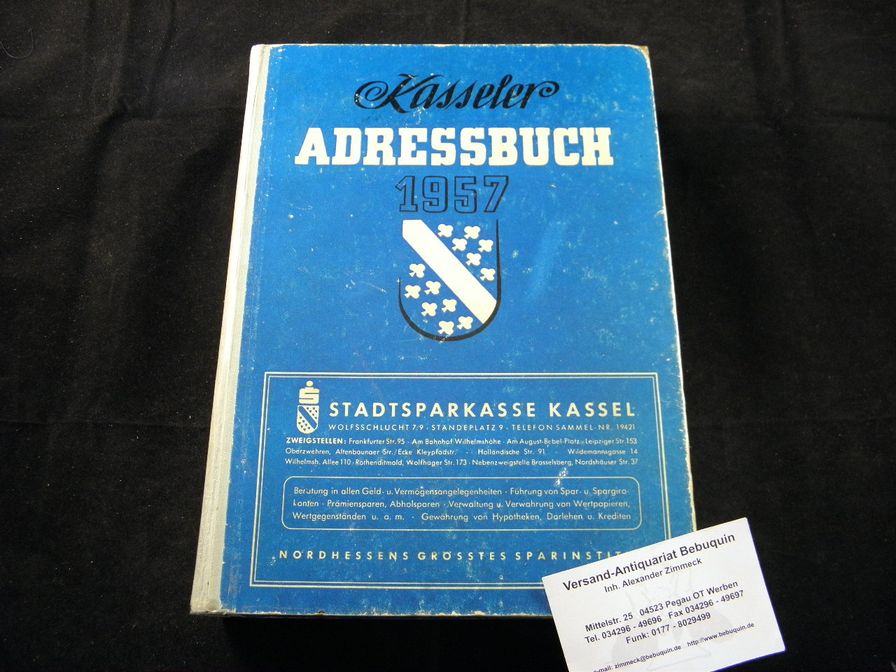 Kasseler
ADRESSBUCH
1957
S
STADTSPARKASSE KASSEL
WOLFSSCHLUCHT 7/9 · STÄNDEPLATZ 9 · TELEFON SAMMEL-NR. 19421
ZWEIGSTELLEN: Frankfurter Str. 95 · Am Bahnhof Wilhelmshöhe · Am August-Bebel-Platz · Leipziger Str. 153
Oberzwehren, Altenbaunaer Str. / Ecke Kleypfadstr. · Holländische Str. 91 · Wildemannsgasse 14
Wilhelmsh. Allee 110 · Rothenditmold, Wolfhager Str. 173 · Nebenzweigstelle Brasselsberg, Nordshäuser Str. 37
Beratung in allen Geld- u. Vermögensangelegenheiten · Führung von Spar- u. Spargiro-
konten · Prämiensparen, Abholsparen · Verwaltung u. Verwahrung von Wertpapieren,
Wertgegenständen u. a. m. · Gewährung von Hypotheken, Darlehen u. Krediten
NORDHESSENS GRÖSSTES SPARINSTIT
Versand-Antiquariat Bebuquin
Inh. Alexander Zimmeck
Mittelstr. 25 04523 Pegau OT Werben
Tel. 034296 - 49696 Fax 034296 - 49697
Funk: 0177 - 8029499
e-mail: zimmeck@bebuquin.de http://www.bebuquin.de